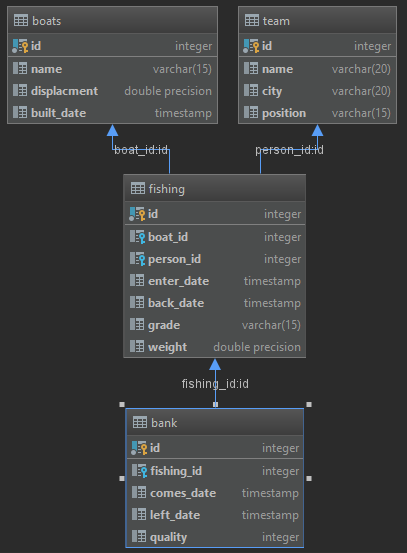 boats
id integer
name varchar(15)
displacment double precision
built_date timestamp
team
id integer
name varchar(20)
city varchar(20)
position varchar(15)
boat_id:id
person_id:id
fishing
id integer
boat_id integer
person_id integer
enter_date timestamp
back_date timestamp
grade varchar(15)
weight double precision
fishing_id:id
bank
id integer
fishing_id integer
comes_date timestamp
left_date timestamp
quality integer